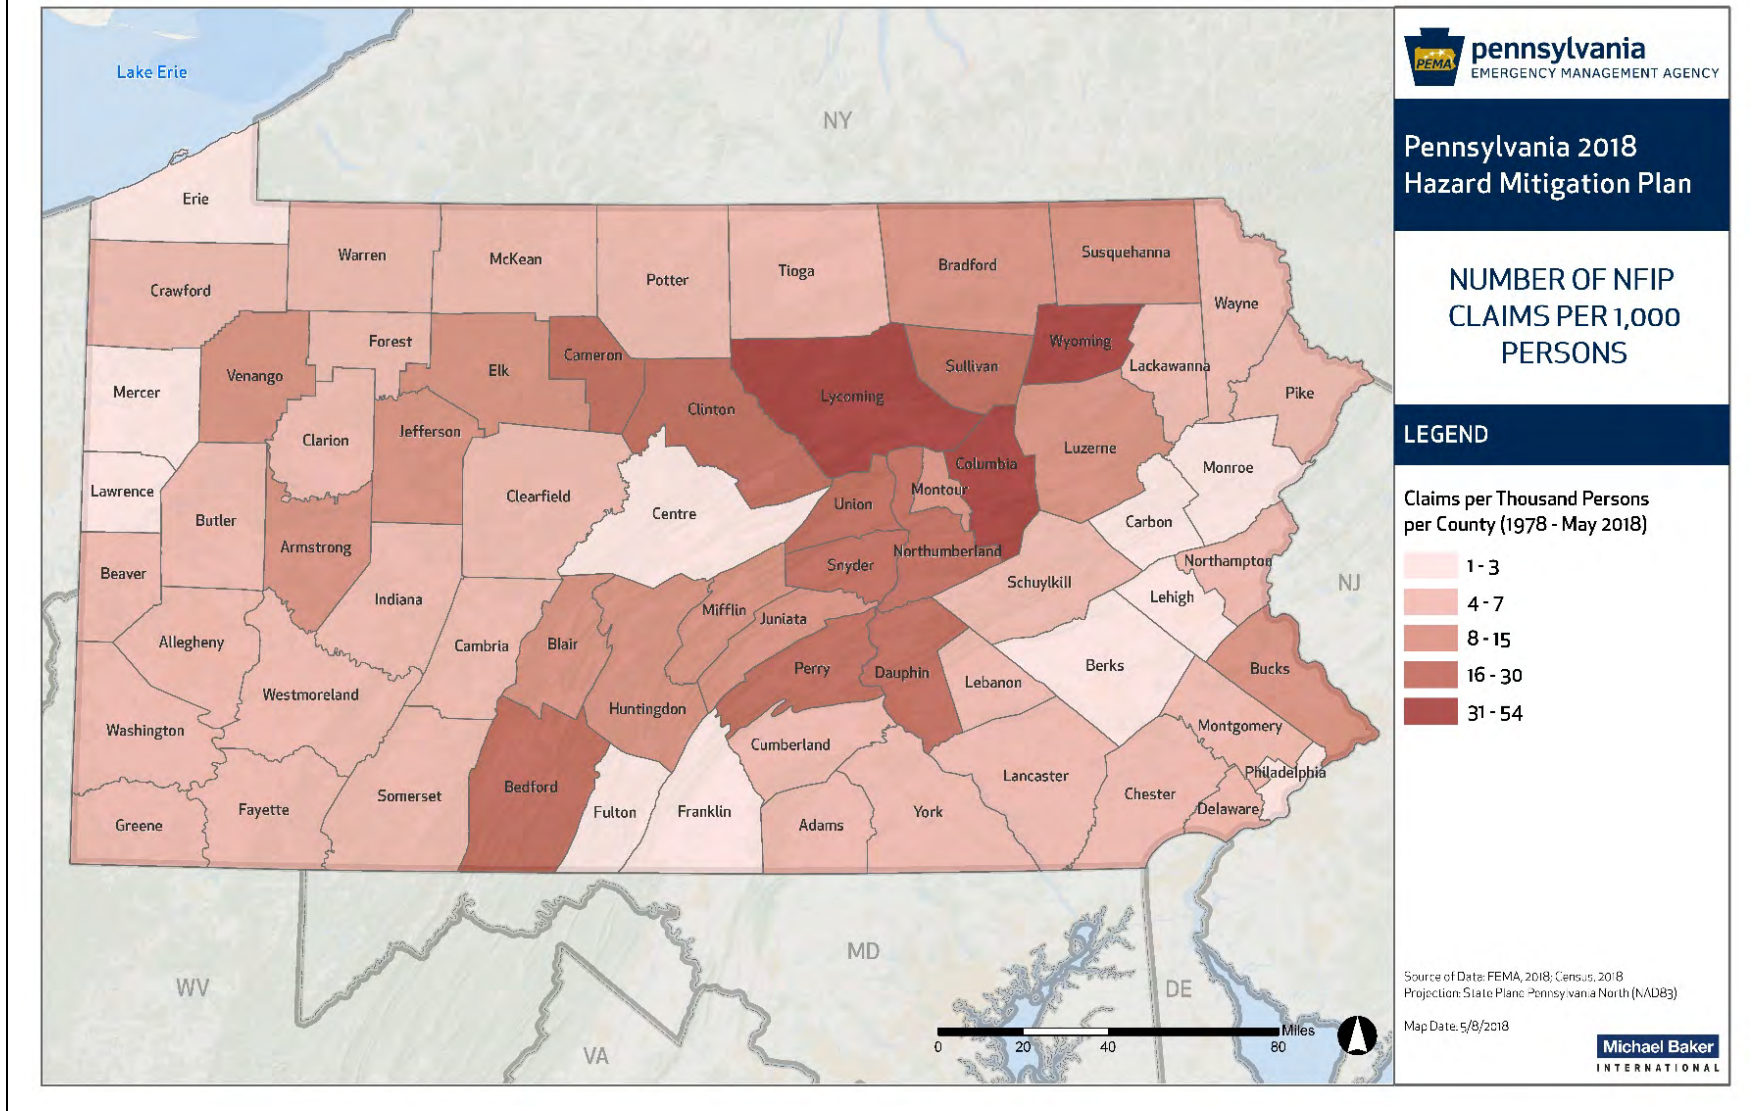 Lake Erie
NY
Erie
Warren
McKean
Potter
Tioga
Bradford
Susquehanna
Wayne
Crawford
Forest
Cameron
Wyoming
Lackawanna
Venango
Elk
Sullivan
Pike
Mercer
Lycoming
Clinton
Clarion
Jefferson
Luzerne
Columbia
Monroe
Lawrence
Clearfield
Montour
Union
Butler
Centre
Carbon
Armstrong
Northumberland
Northampton
Beaver
Snyder
Schuylkill
NJ
Indiana
Lehigh
Mifflin
Juniata
Allegheny
Cambria
Blair
Perry
Dauphin
Berks
Bucks
Lebanon
Westmoreland
Huntingdon
Washington
Montgomery
Cumberland
Philadelphia
Lancaster
Bedford
Somerset
Chester
Fayette
Fulton
Franklin
York
Delaware
Greene
Adams
MD
WV
DE
VA
Miles
0 20 40 80
PEMA
pennsylvania
EMERGENCY MANAGEMENT AGENCY
Pennsylvania 2018
Hazard Mitigation Plan
NUMBER OF NFIP
CLAIMS PER 1,000
PERSONS
LEGEND
Claims per Thousand Persons
per County (1978 - May 2018)
1 - 3
4 - 7
8 - 15
16 - 30
31 - 54
Source of Data: FEMA, 2018; Census, 2018
Projection: State Plane Pennsylvania North (NAD83)
Map Date: 5/8/2018
Michael Baker
INTERNATIONAL